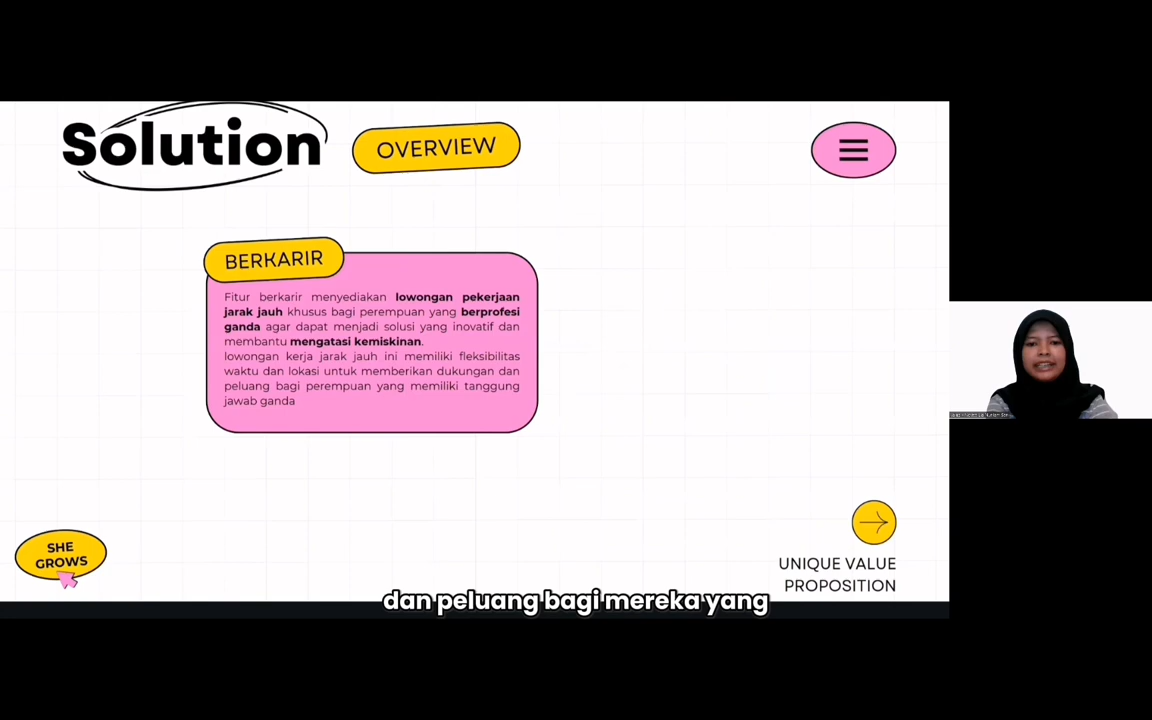 Solution
OVERVIEW
BERKARIR
Fitur berkarir menyediakan lowongan pekerjaan
jarak jauh khusus bagi perempuan yang berprofesi
ganda agar dapat menjadi solusi yang inovatif dan
membantu mengatasi kemiskinan.
lowongan kerja jarak jauh ini memiliki fleksibilitas
waktu dan lokasi untuk memberikan dukungan dan
peluang bagi perempuan yang memiliki tanggung
jawab ganda
SHE
GROWS
UNIQUE VALUE
PROPOSITION
dan peluang bagi mereka yang